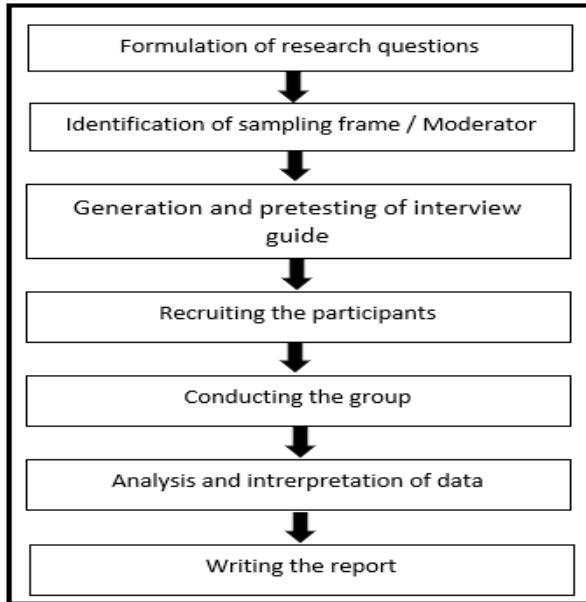 Formulation of research questions
Identification of sampling frame / Moderator
Generation and pretesting of interview
guide
Recruiting the participants
Conducting the group
Analysis and intrerpretation of data
Writing the report